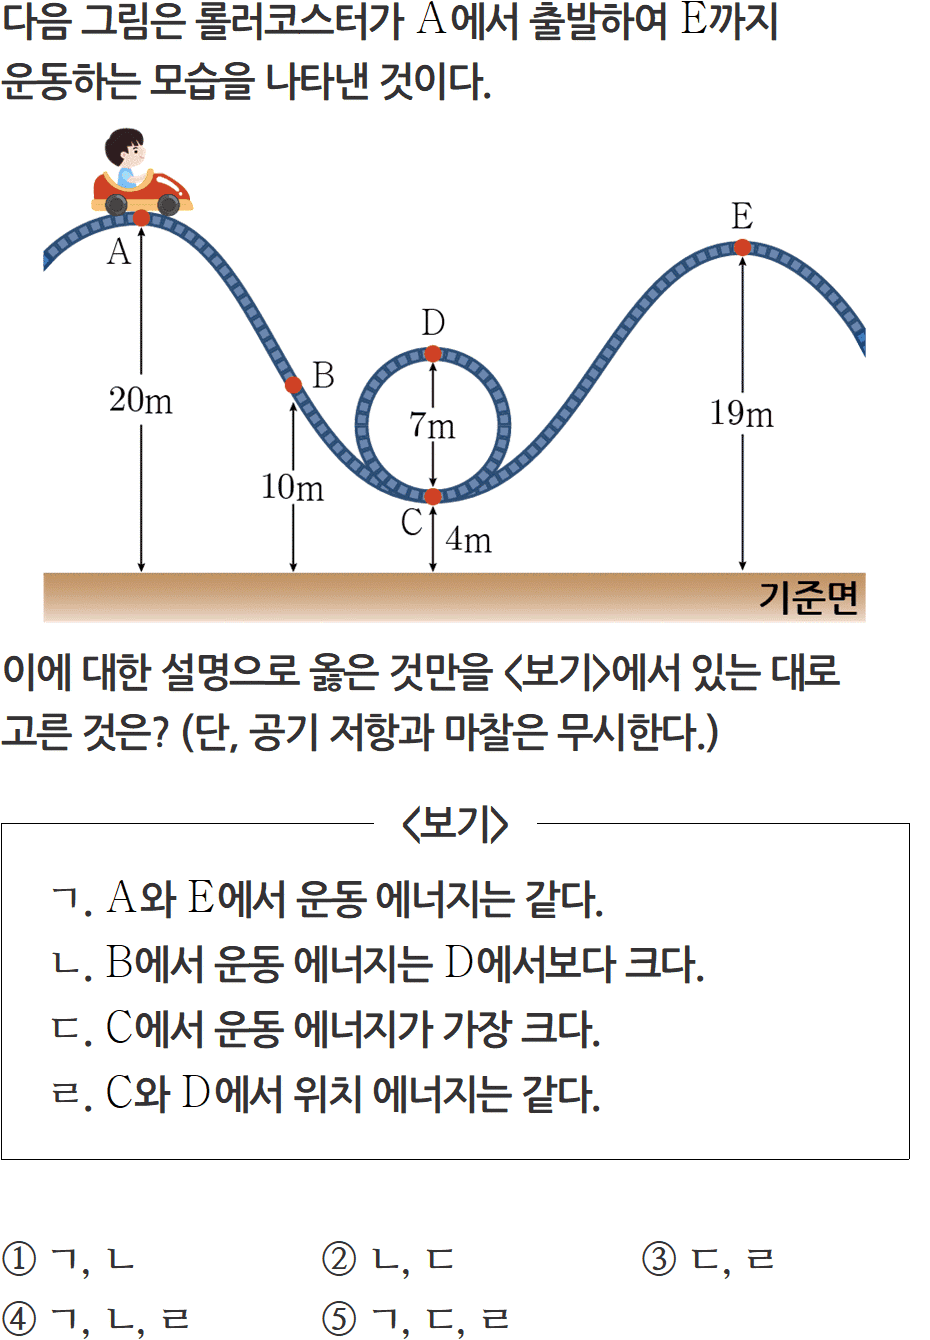 다음 그림은 롤러코스터가 A에서 출발하여 E까지
운동하는 모습을 나타낸 것이다.
E
A
D
B
20m
7m
19m
10m
C
4m
기준면
이에 대한 설명으로 옳은 것만을 <보기>에서 있는 대로
고른 것은? (단, 공기 저항과 마찰은 무시한다.)
<보기>
ㄱ. A와 E에서 운동 에너지는 같다.
ㄴ. B에서 운동 에너지는 D에서보다 크다.
ㄷ. C에서 운동 에너지가 가장 크다.
ㄹ. C와 D에서 위치 에너지는 같다.
① ㄱ, ㄴ ② ㄴ, ㄷ ③ ㄷ, ㄹ
④ ㄱ, ㄴ, ㄹ ⑤ ㄱ, ㄷ, ㄹ